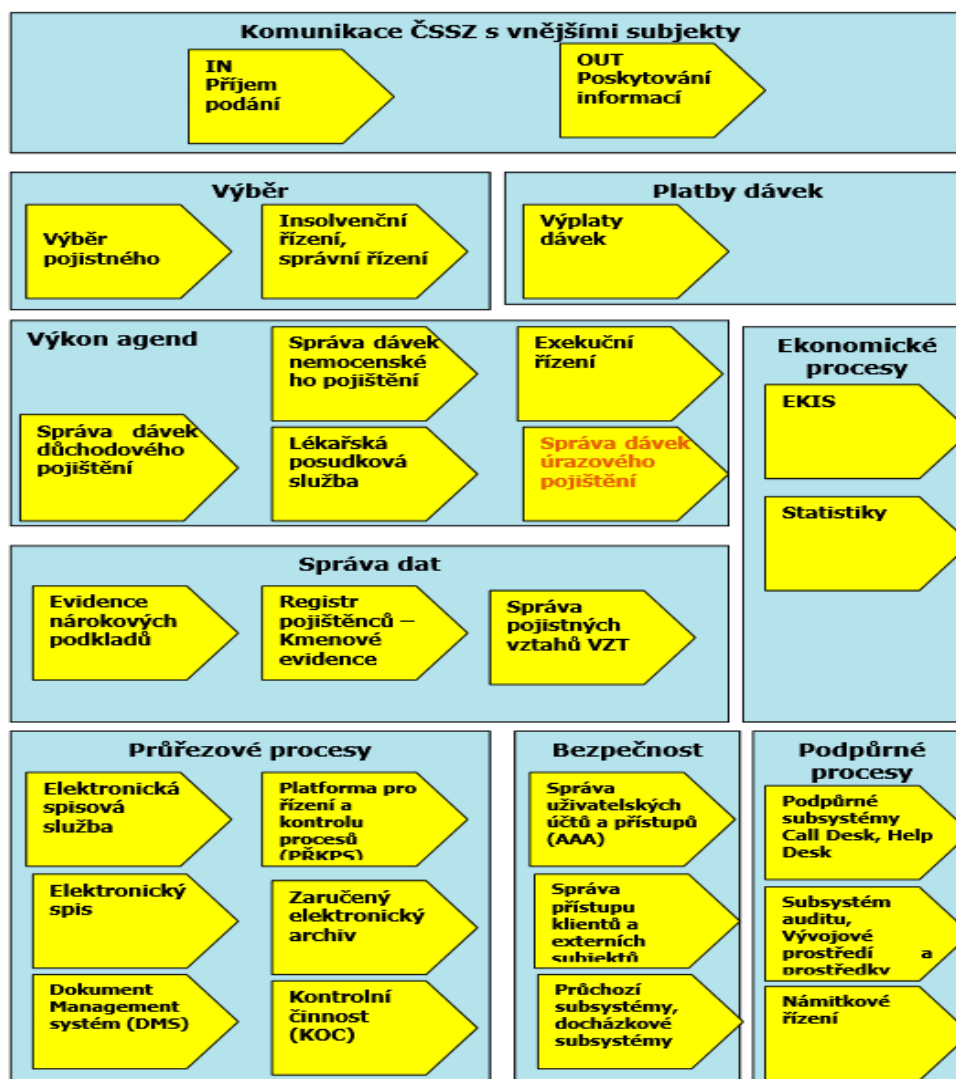 Komunikace ČSSZ s vnějšími subjekty
IN
Příjem
podání
OUT
Poskytování
informací
Výběr
Výběr
pojistného
Insolvenční
řízení,
správní řízení
Platby dávek
Výplaty
dávek
Výkon agend
Správa dávek
důchodového
pojištění
Správa dávek
nemocenské
ho pojištění
Lékařská
posudková
služba
Exekuční
řízení
Správa dávek
úrazového
pojištění
Ekonomické
procesy
EKIS
Statistiky
Správa dat
Evidence
nárokových
podkladů
Registr
pojištěnců –
Kmenové
evidence
Správa
pojistných
vztahů VZT
Průřezové procesy
Elektronická
spisová
služba
Platforma pro
řízení a
kontrolu
procesů
(PŘKPS)
Elektronický
spis
Zaručený
elektronický
archiv
Dokument
Management
systém (DMS)
Kontrolní
činnost
(KOC)
Bezpečnost
Správa
uživatelských
účtů a přístupů
(AAA)
Správa
přístupu
klientů a
externích
subjektů
Průchozí
subsystémy,
docházkové
subsystémy
Podpůrné
procesy
Podpůrné
subsystémy
Call Desk, Help
Desk
Subsystém
auditu,
Vývojové
prostředí a
prostředky
Námitkové
řízení